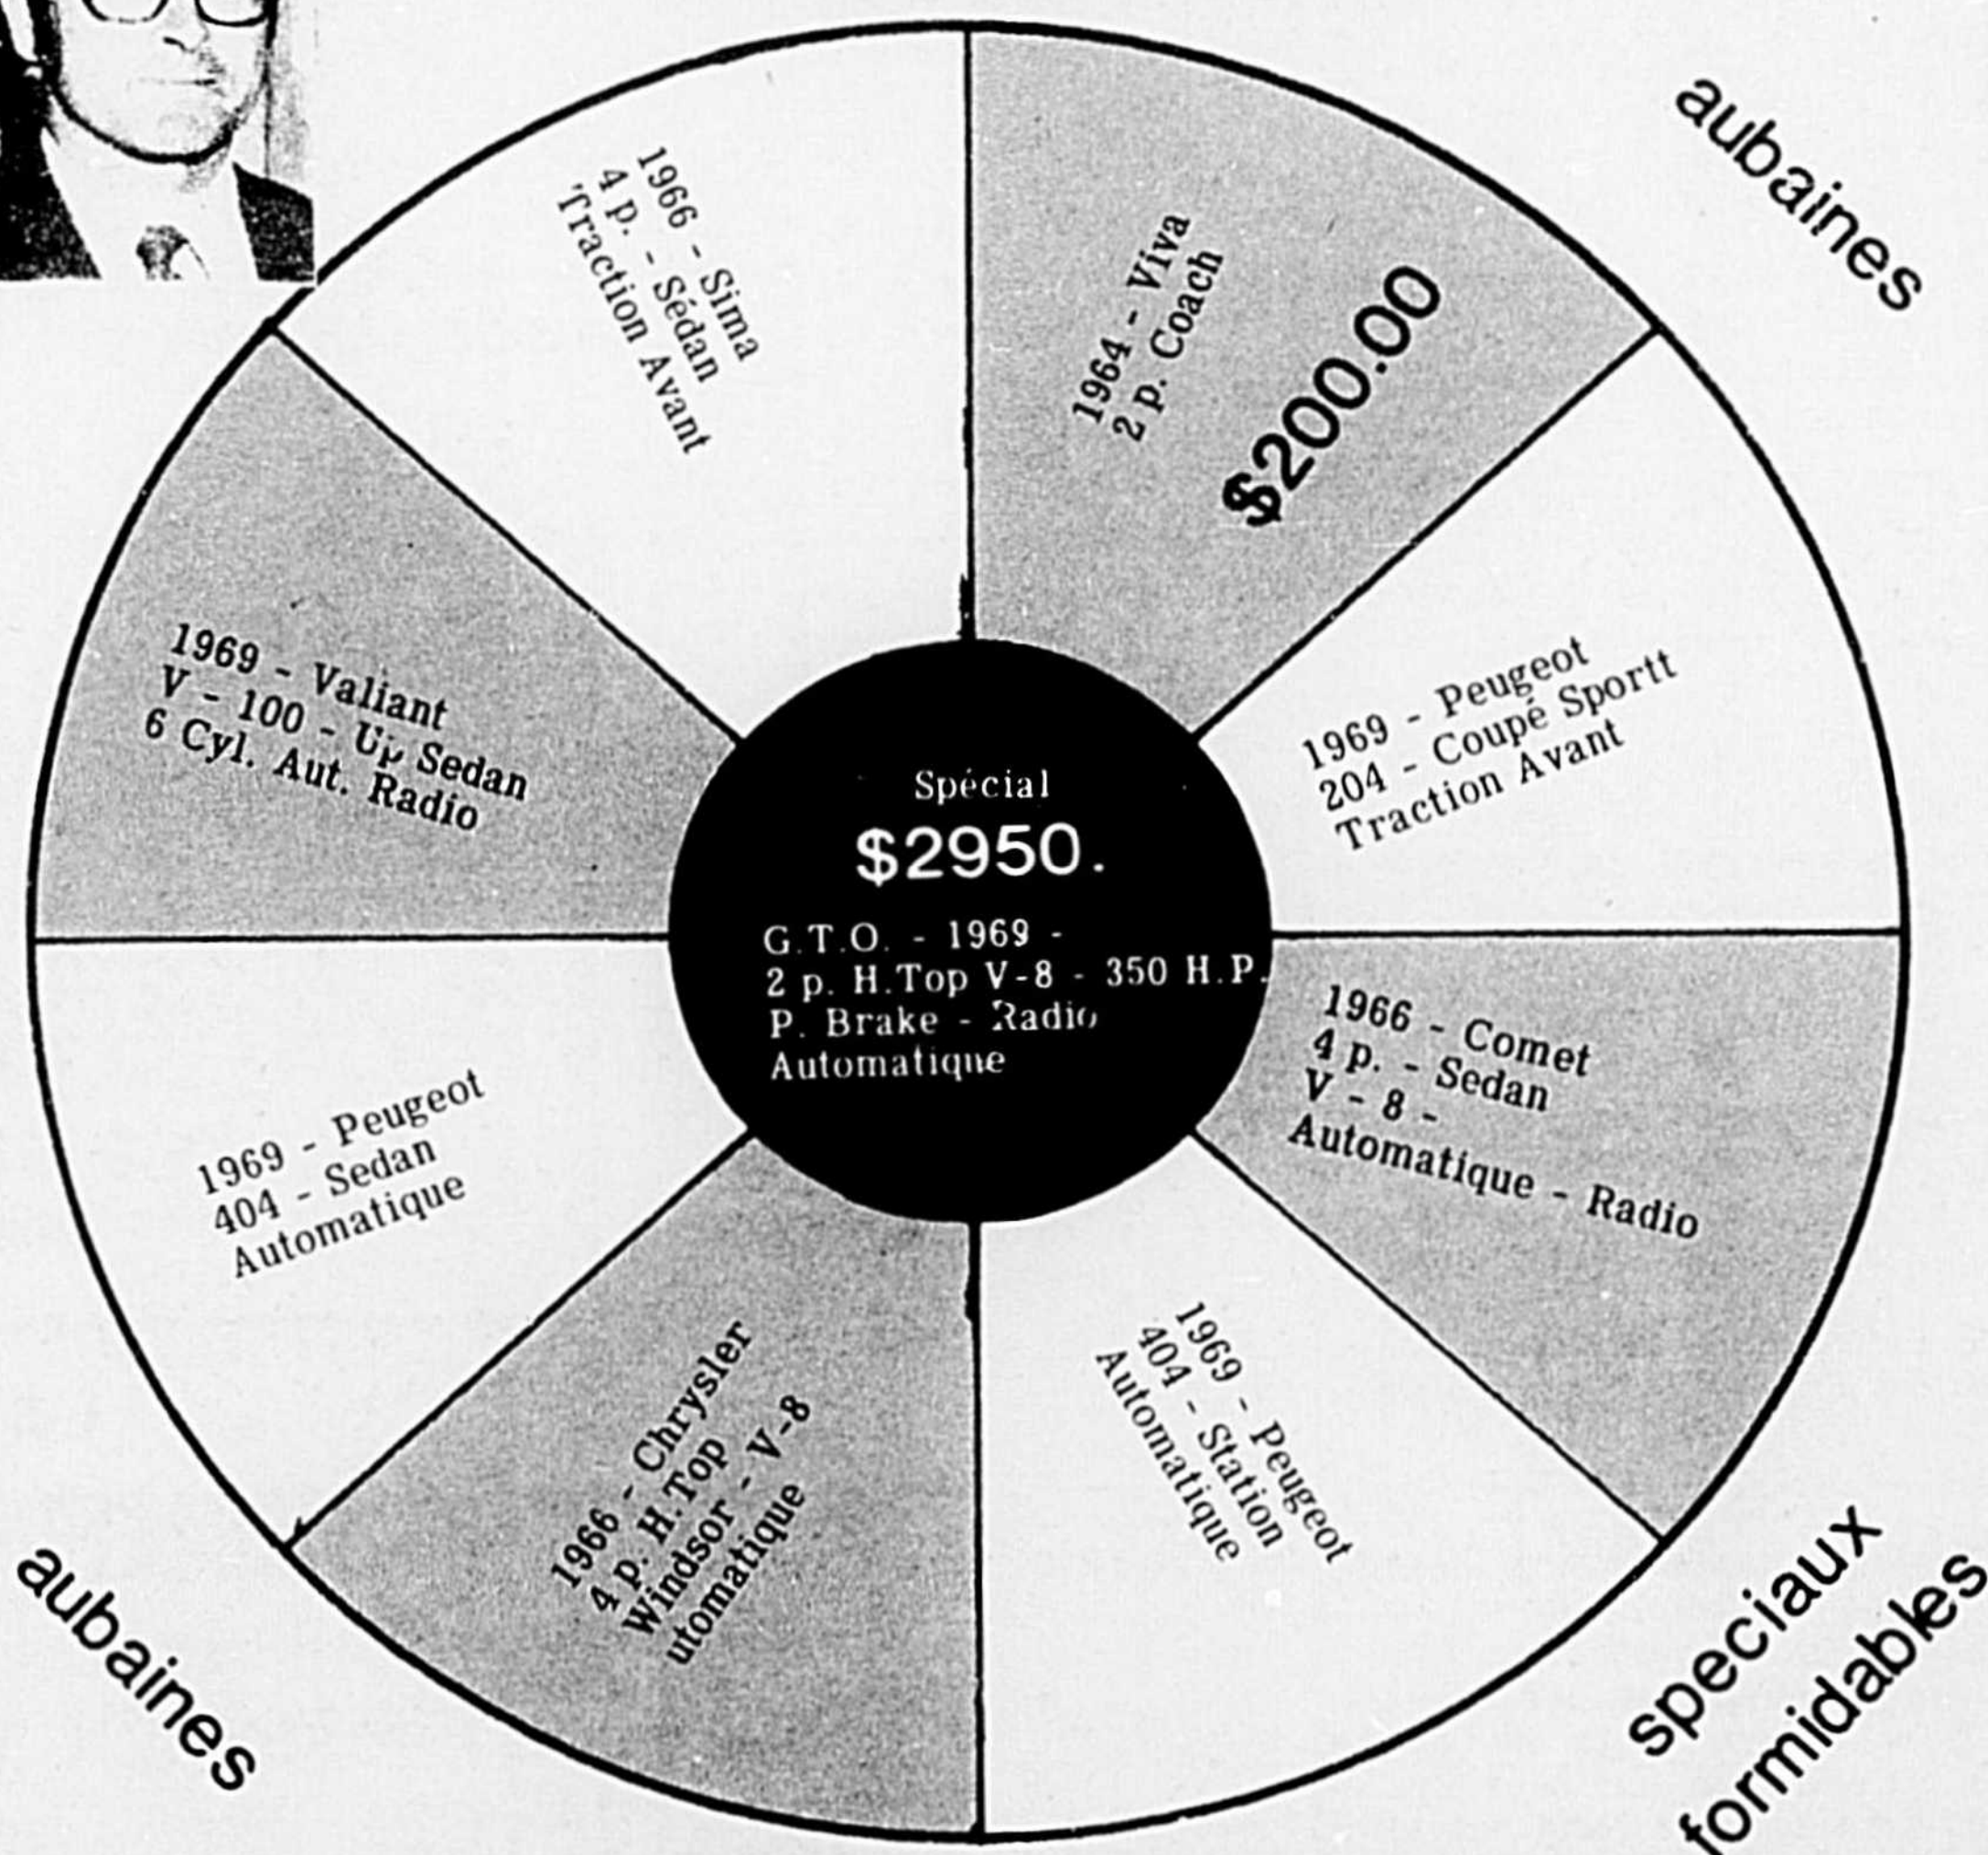 aubaines
1966 - Sima
4 p. - Sédan
Traction Avant
1964 - Viva
2 p. Coach
$200.00
1969 - Peugeot
204 - Coupé Sportt
Traction Avant
1969 - Valiant
V - 100 - Sedan
6 Cyl. Aut. Radio
Spécial
$2950.
G.T.O. - 1969 -
2 p. H.Top V-8 - 350 H.P.
P. Brake - Radio
Automatique
1966 - Comet
4 p. - Sedan
V - 8 -
Automatique - Radio
1969 - Peugeot
404 - Sedan
Automatique
1966 - Chrysler
4 p. H.Top
Windsor - V-8
utomatique
1969 - Peugeot
404 - Station
Automatique
aubaines
speciaux
formidables